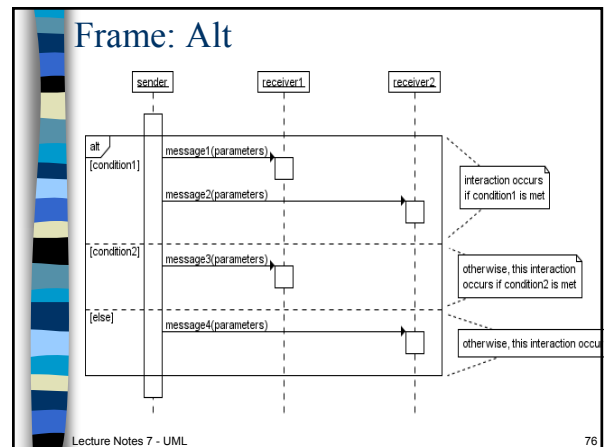 Frame: Alt
sender
receiver1
receiver2
alt
[condition1]
message1(parameters)
message2(parameters)
interaction occurs
if condition1 is met
[condition2]
message3(parameters)
otherwise, this interaction
occurs if condition2 is met
[else]
message4(parameters)
otherwise, this interaction occu
Lecture Notes 7 - UML
76